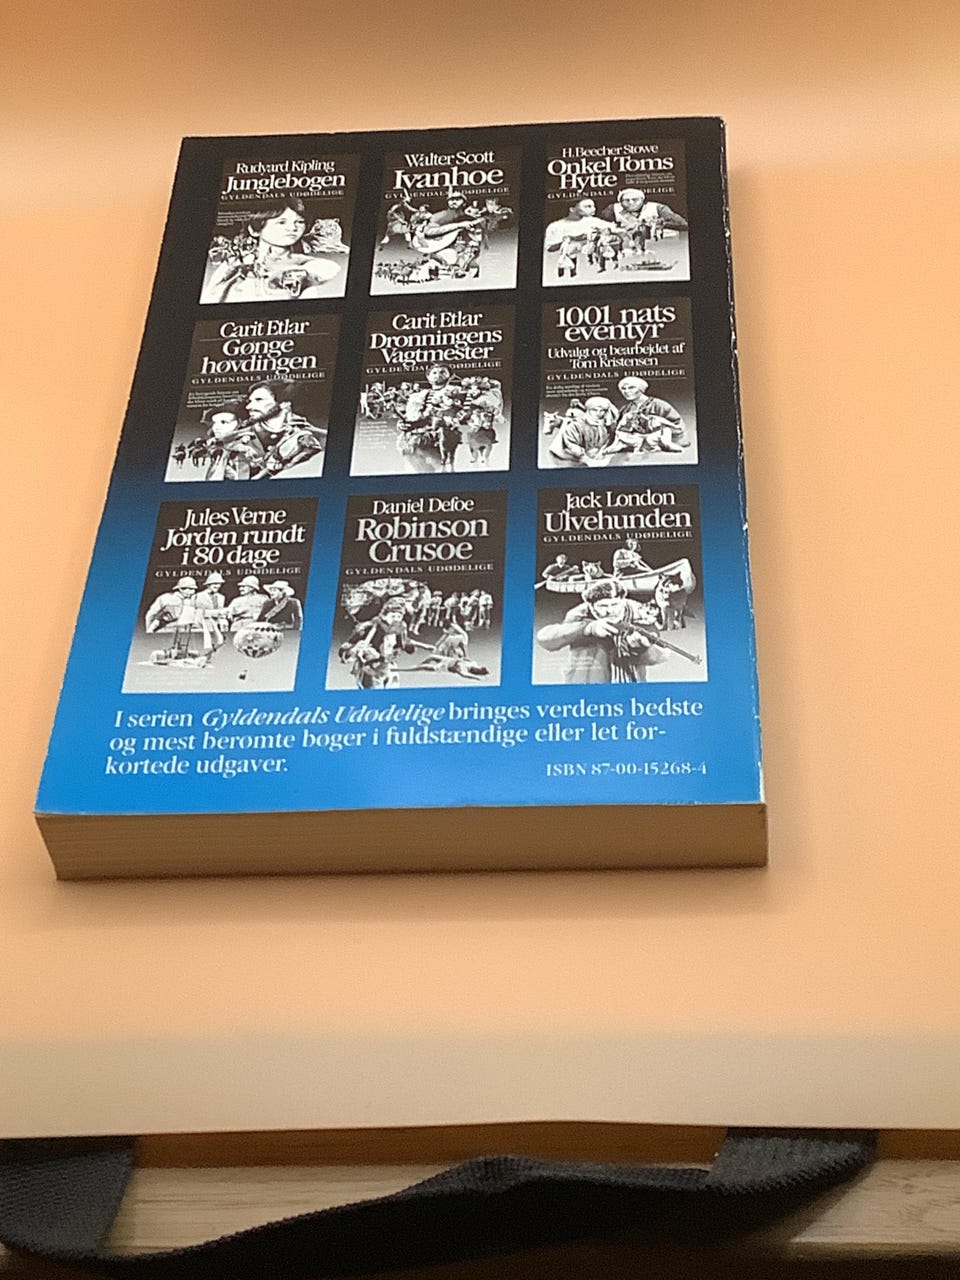 Rudyard Kipling
Junglebogen
GYLDENDALS UDØDELIGE
Walter Scott
Ivanhoe
GYLDENDALS UDØDELIGE
H. Beecher Stowe
Onkel Toms
Hytte
GYLDENDALS UDØDELIGE
Carit Etlar
Gønge
høvdingen
GYLDENDALS UDØDELIGE
Carit Etlar
Dronningens
Vagtmester
GYLDENDALS UDØDELIGE
1001 nats
eventyr
Udvalgt og bearbejdet af
Tom Kristensen
GYLDENDALS UDØDELIGE
Jules Verne
Jorden rundt
i 80 dage
GYLDENDALS UDØDELIGE
Daniel Defoe
Robinson
Crusoe
GYLDENDALS UDØDELIGE
Jack London
Ulvehunden
GYLDENDALS UDØDELIGE
I serien Gyldendals Udødelige bringes verdens bedste
og mest berømte bøger i fuldstændige eller let for-
kortede udgaver.
ISBN 87-00-15268-4